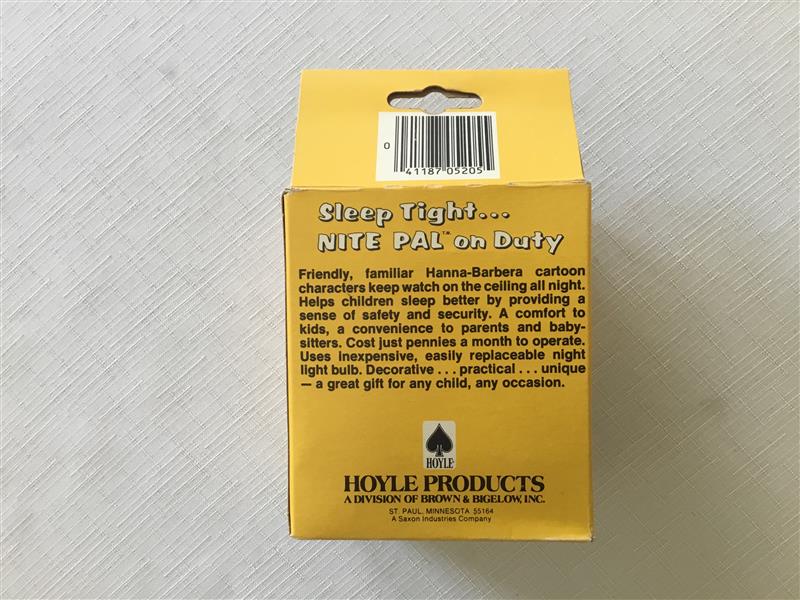 0
41187 05205
Sleep Tight...
NITE PAL™ on Duty
Friendly, familiar Hanna-Barbera cartoon
characters keep watch on the ceiling all night.
Helps children sleep better by providing a
sense of safety and security. A comfort to
kids, a convenience to parents and baby-
sitters. Cost just pennies a month to operate.
Uses inexpensive, easily replaceable night
light bulb. Decorative ... practical ... unique
— a great gift for any child, any occasion.
HOYLE
HOYLE PRODUCTS
A DIVISION OF BROWN & BIGELOW, INC.
ST. PAUL, MINNESOTA 55164
A Saxon Industries Company